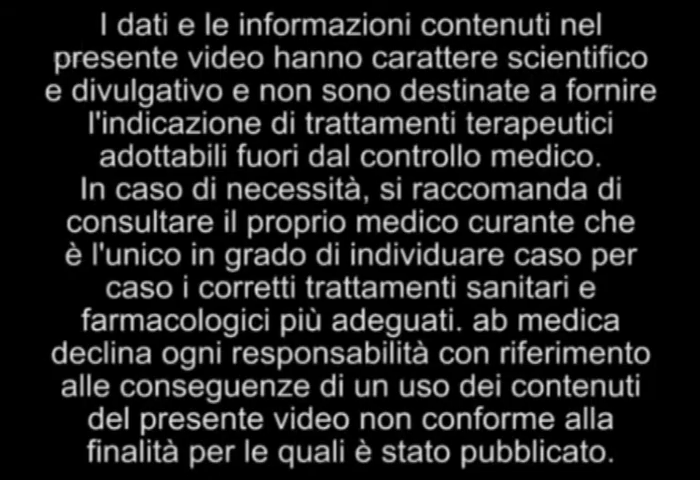 I dati e le informazioni contenuti nel
presente video hanno carattere scientifico
e divulgativo e non sono destinate a fornire
l'indicazione di trattamenti terapeutici
adottabili fuori dal controllo medico.
In caso di necessità, si raccomanda di
consultare il proprio medico curante che
è l'unico in grado di individuare caso per
caso i corretti trattamenti sanitari e
farmacologici più adeguati. ab medica
declina ogni responsabilità con riferimento
alle conseguenze di un uso dei contenuti
del presente video non conforme alla
finalità per le quali è stato pubblicato.